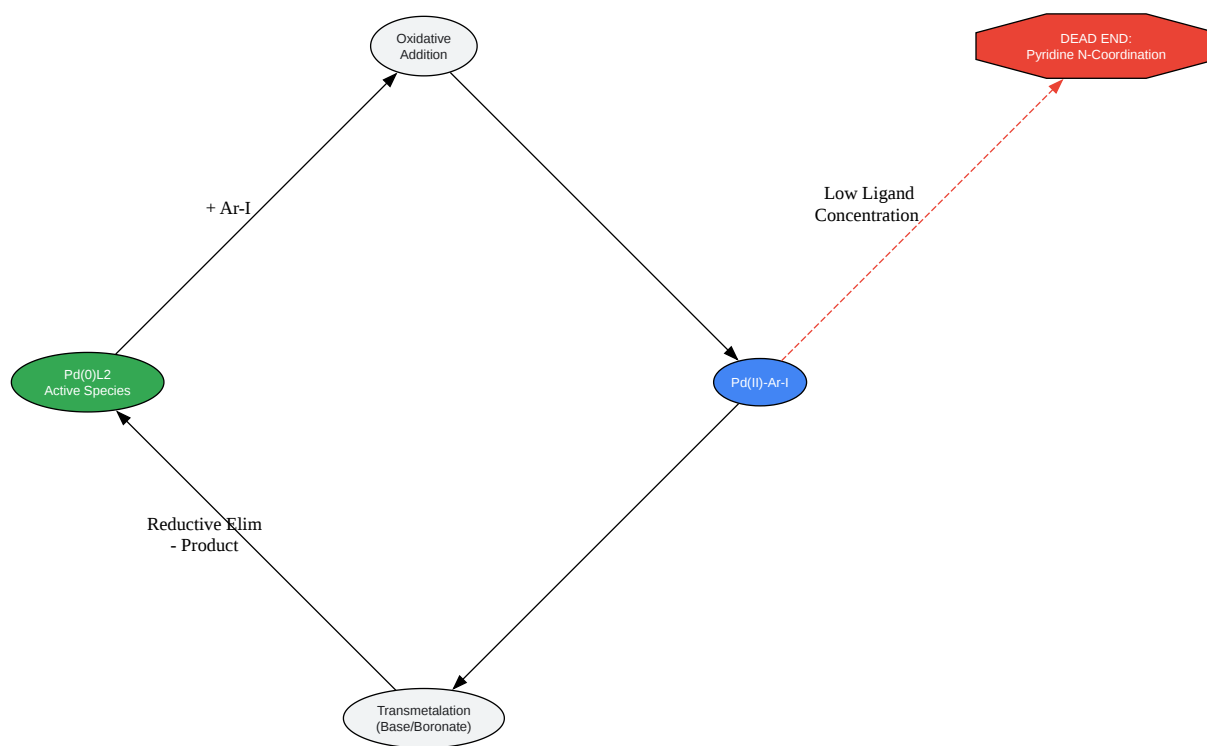 Oxidative
Addition
DEAD END:
Pyridine N-Coordination
+ Ar-I
Low Ligand
Concentration
Pd(0)L2
Active Species
Pd(II)-Ar-I
Reductive Elim
- Product
Transmetalation
(Base/Boronate)